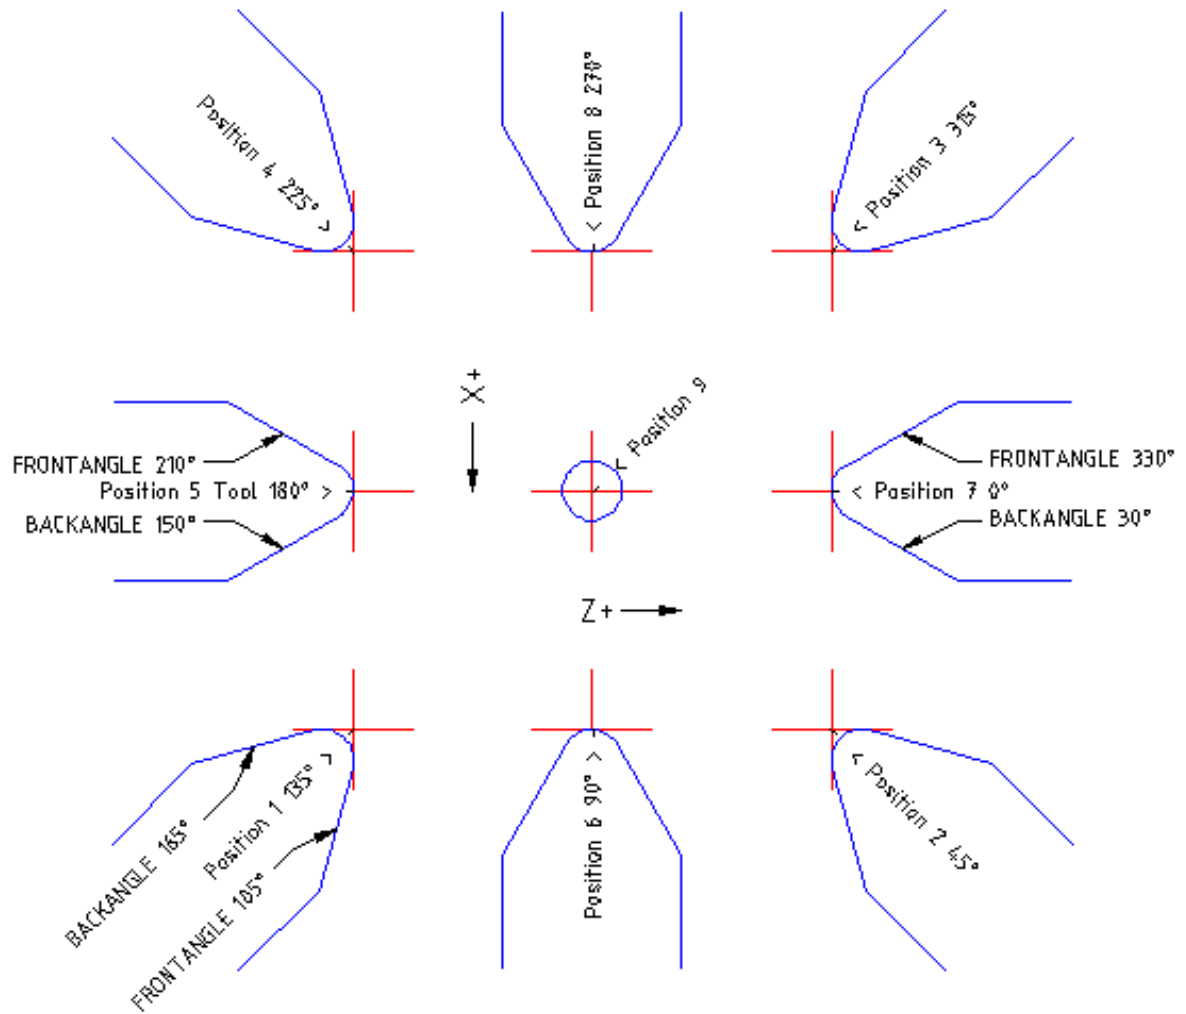 Position 4 225° >
< Position 8 270°
< Position 3 315°
X+
< Position 9
FRONTANGLE 210°
Position 5 Tool 180° >
BACKANGLE 150°
FRONTANGLE 330°
< Position 7 0°
BACKANGLE 30°
Z+
BACKANGLE 165°
Position 1 135° >
FRONTANGLE 105°
Position 6 90° >
< Position 2 45°